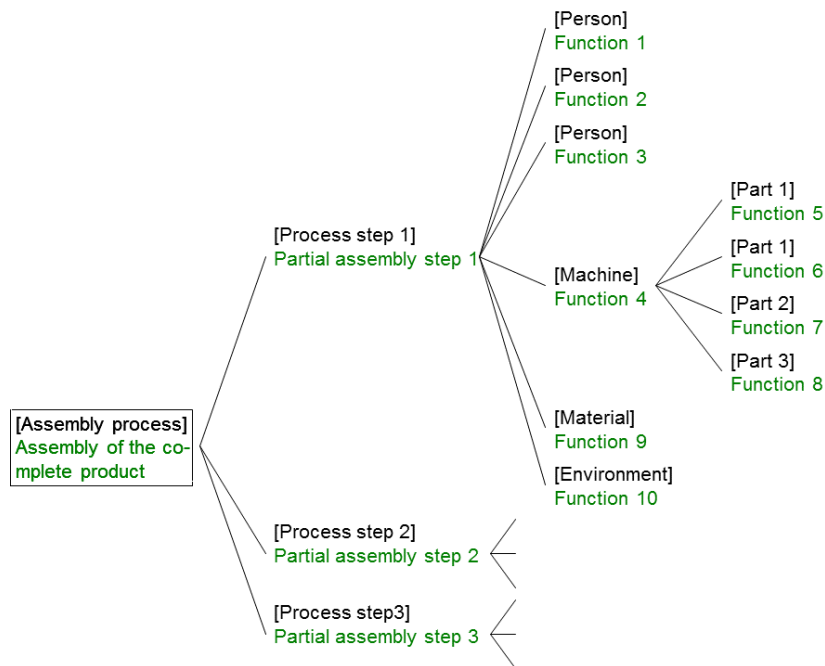 [Person]
Function 1
[Person]
Function 2
[Person]
Function 3
[Part 1]
Function 5
[Process step 1]
Partial assembly step 1
[Part 1]
Function 6
[Machine]
Function 4
[Part 2]
Function 7
[Part 3]
Function 8
[Assembly process]
Assembly of the co-
mplete product
[Material]
Function 9
[Environment]
Function 10
[Process step 2]
Partial assembly step 2
[Process step3]
Partial assembly step 3